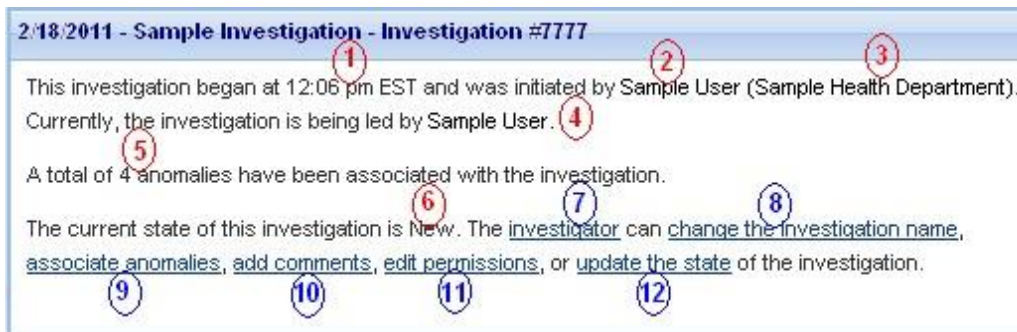 2/18/2011 - Sample Investigation - Investigation #7777
1 2 3
This investigation began at 12:06 pm EST and was initiated by Sample User (Sample Health Department).
Currently, the investigation is being led by Sample User. 4
5
A total of 4 anomalies have been associated with the investigation.
6 7 8
The current state of this investigation is New. The investigator can change the investigation name,
associate anomalies, add comments, edit permissions, or update the state of the investigation.
9 10 11 12